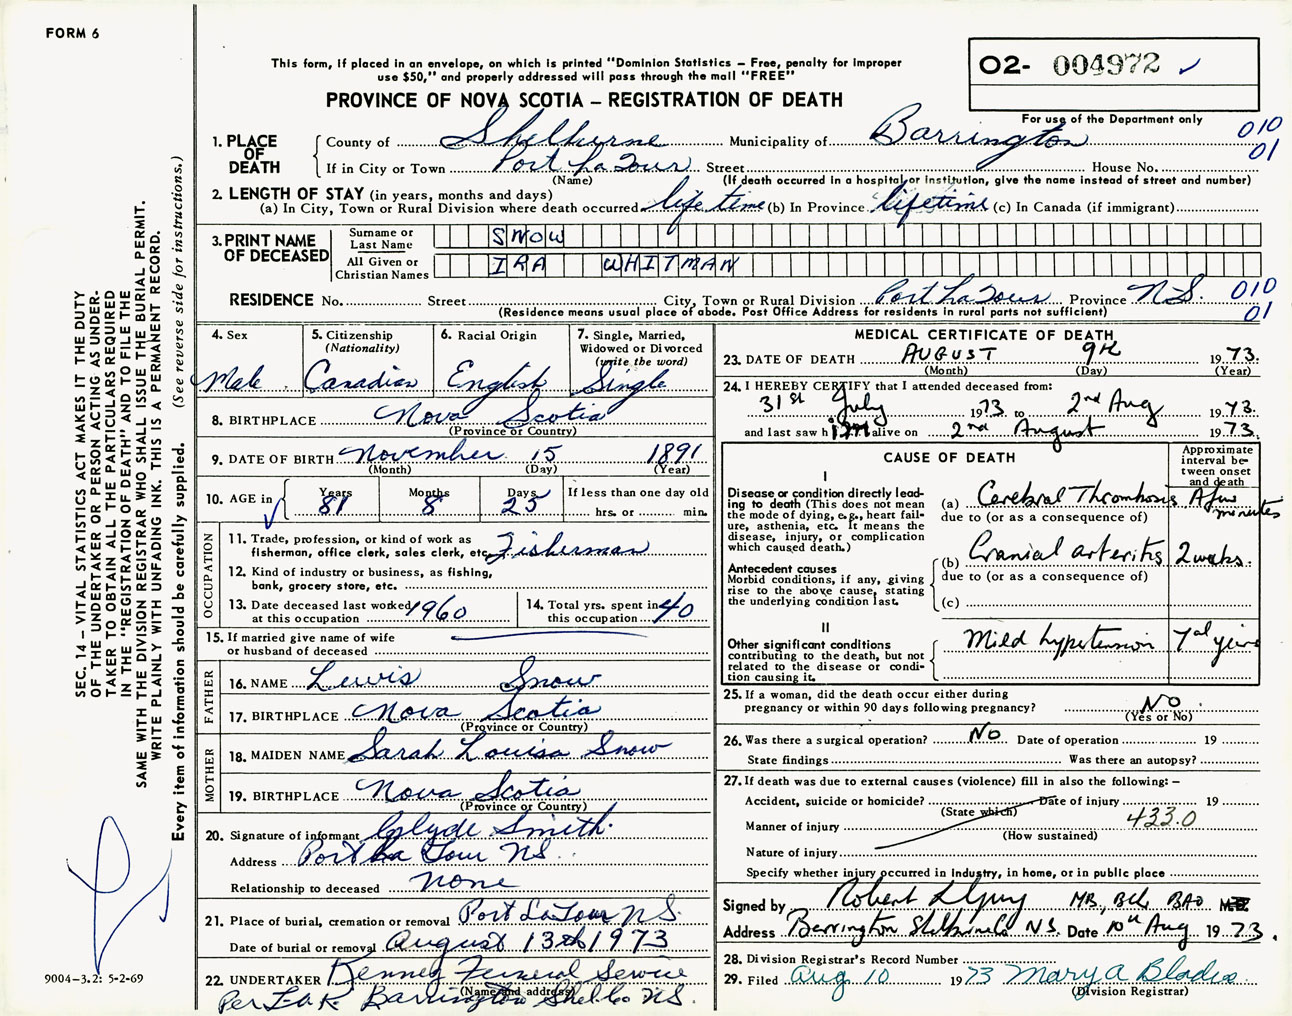 FORM 6
This form, if placed in an envelope, on which is printed "Dominion Statistics – Free, penalty for improper
use $50," and properly addressed will pass through the mail "FREE"
PROVINCE OF NOVA SCOTIA – REGISTRATION OF DEATH
O2- 004972 ✓
For use of the Department only
010
01
1. PLACE OF DEATH
County of Shelburne Municipality of Barrington
If in City or Town Port La Tour Street House No.
(Name) (If death occurred in a hospital or institution, give the name instead of street and number)
2. LENGTH OF STAY (in years, months and days)
(a) In City, Town or Rural Division where death occurred life time (b) In Province lifetime (c) In Canada (if immigrant)
3. PRINT NAME OF DECEASED
Surname or Last Name SNOW
All Given or Christian Names IRA WHITMAN
RESIDENCE No. Street City, Town or Rural Division Port La Tour Province N.S. 010
01
(Residence means usual place of abode. Post Office Address for residents in rural parts not sufficient)
4. Sex
Male
5. Citizenship
(Nationality)
Canadian
6. Racial Origin
English
7. Single, Married,
Widowed or Divorced
(write the word)
Single
8. BIRTHPLACE Nova Scotia
(Province or Country)
9. DATE OF BIRTH November 15 1891
(Month) (Day) (Year)
10. AGE in
Years 81 Months 8 Days 25
If less than one day old
hrs. or min.
OCCUPATION
11. Trade, profession, or kind of work as
fisherman, office clerk, sales clerk, etc. Fisherman
12. Kind of industry or business, as fishing,
bank, grocery store, etc.
13. Date deceased last worked at this occupation 1960
14. Total yrs. spent in this occupation 40
15. If married give name of wife
or husband of deceased
FATHER
16. NAME Lewis Snow
17. BIRTHPLACE Nova Scotia
(Province or Country)
MOTHER
18. MAIDEN NAME Sarah Louisa Snow
19. BIRTHPLACE Nova Scotia
(Province or Country)
20. Signature of informant Clyde Smith
Address Port La Tour NS
Relationship to deceased none
21. Place of burial, cremation or removal Port La Tour N.S.
Date of burial or removal August 13th 1973
22. UNDERTAKER Kenney Funeral Service
(Name and address)
Per Barrington Shel Co NS.
MEDICAL CERTIFICATE OF DEATH
23. DATE OF DEATH AUGUST 9th 1973.
(Month) (Day) (Year)
24. I HEREBY CERTIFY that I attended deceased from:
31st July 1973 to 2nd Aug 1973.
and last saw him alive on 2nd August 1973.
CAUSE OF DEATH
Approximate
interval be-
tween onset
and death
I
Disease or condition directly lead-
ing to death (This does not mean
the mode of dying, e.g., heart fail-
ure, asthenia, etc. It means the
disease, injury, or complication
which caused death.)
(a) Cerebral Thrombosis A few minutes
due to (or as a consequence of)
Antecedent causes
Morbid conditions, if any, giving
rise to the above cause, stating
the underlying condition last.
(b) Cranial arteritis 2 weeks.
due to (or as a consequence of)
(c)
II
Other significant conditions
contributing to the death, but not
related to the disease or condi-
tion causing it.
Mild hypertension
25. If a woman, did the death occur either during
pregnancy or within 90 days following pregnancy? NO
(Yes or No)
26. Was there a surgical operation? No Date of operation 19
State findings Was there an autopsy?
27. If death was due to external causes (violence) fill in also the following: –
Accident, suicide or homicide? Date of injury 19
(State which)
Manner of injury 433.0
(How sustained)
Nature of injury
Specify whether injury occurred in industry, in home, or in public place
Signed by Robert MB, BCh, BAO
Address Barrington N.S. Date 10th Aug 1973.
28. Division Registrar's Record Number
29. Filed Aug 10 1973 Mary A Blades
(Division Registrar)
SEC. 14 – VITAL STATISTICS ACT MAKES IT THE DUTY
OF THE UNDERTAKER OR PERSON ACTING AS UNDER-
TAKER TO OBTAIN ALL THE PARTICULARS REQUIRED
IN THE "REGISTRATION OF DEATH" AND TO FILE THE
SAME WITH THE DIVISION REGISTRAR WHO SHALL ISSUE THE BURIAL PERMIT.
WRITE PLAINLY WITH UNFADING INK. THIS IS A PERMANENT RECORD.
Every item of information should be carefully supplied. (See reverse side for instructions.)
9004–3.2: 5-2-69